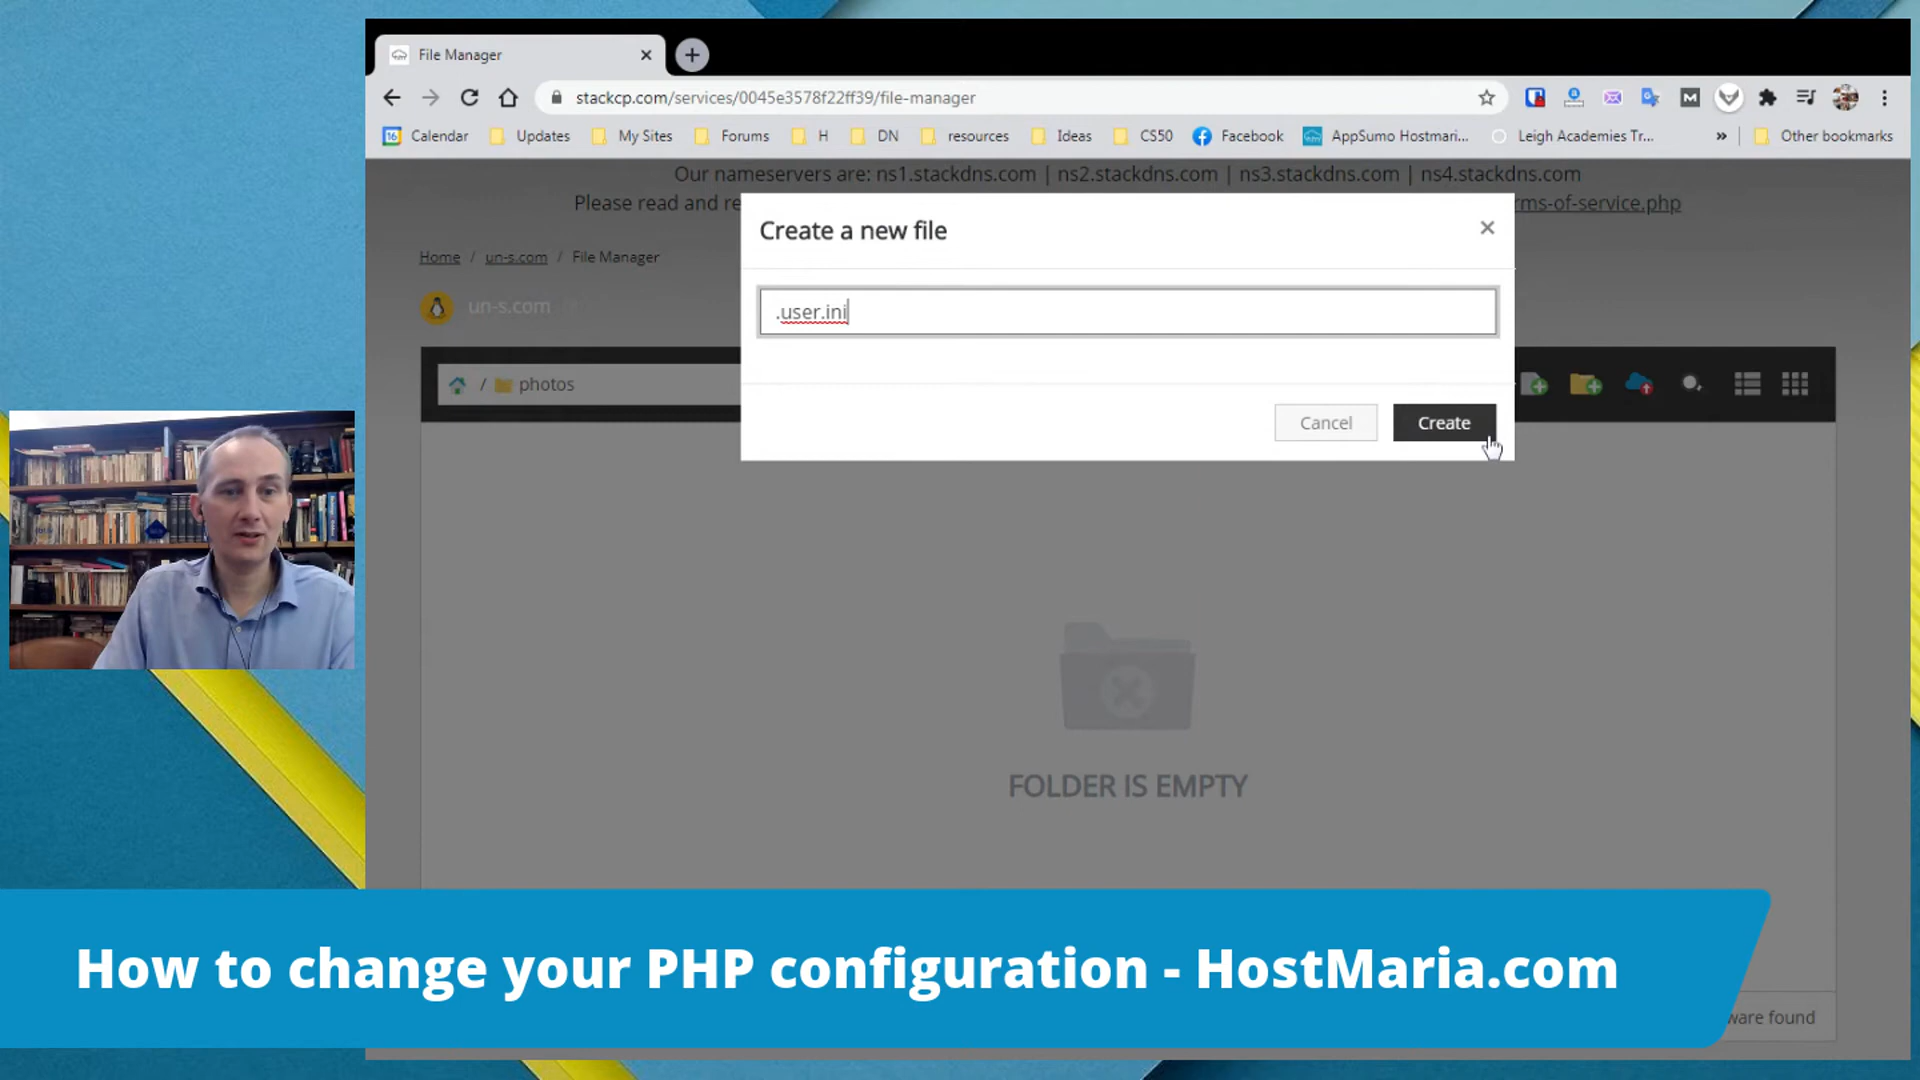 File Manager
stackcp.com/services/0045e3578f22ff39/file-manager
Calendar Updates My Sites Forums H DN resources Ideas CS50 Facebook AppSumo Hostmari... Leigh Academies Tr... » Other bookmarks
Our nameservers are: ns1.stackdns.com | ns2.stackdns.com | ns3.stackdns.com | ns4.stackdns.com
Please read and re
rms-of-service.php
Create a new file
Home / un-s.com / File Manager
un-s.com
.user.ini
/ photos
Cancel
Create
FOLDER IS EMPTY
How to change your PHP configuration - HostMaria.com
ware found